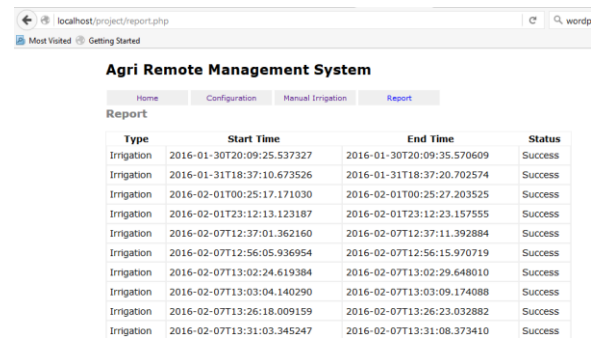 localhost/project/report.php
wordp
Most Visited Getting Started
Agri Remote Management System
Home Configuration Manual Irrigation Report
Report
Type Start Time End Time Status
Irrigation 2016-01-30T20:09:25.537327 2016-01-30T20:09:35.570609 Success
Irrigation 2016-01-31T18:37:10.673526 2016-01-31T18:37:20.702574 Success
Irrigation 2016-02-01T00:25:17.171030 2016-02-01T00:25:27.203525 Success
Irrigation 2016-02-01T23:12:13.123187 2016-02-01T23:12:23.157555 Success
Irrigation 2016-02-07T12:37:01.362160 2016-02-07T12:37:11.392884 Success
Irrigation 2016-02-07T12:56:05.936954 2016-02-07T12:56:15.970719 Success
Irrigation 2016-02-07T13:02:24.619384 2016-02-07T13:02:29.648010 Success
Irrigation 2016-02-07T13:03:04.140290 2016-02-07T13:03:09.174088 Success
Irrigation 2016-02-07T13:26:18.009159 2016-02-07T13:26:23.032882 Success
Irrigation 2016-02-07T13:31:03.345247 2016-02-07T13:31:08.373410 Success